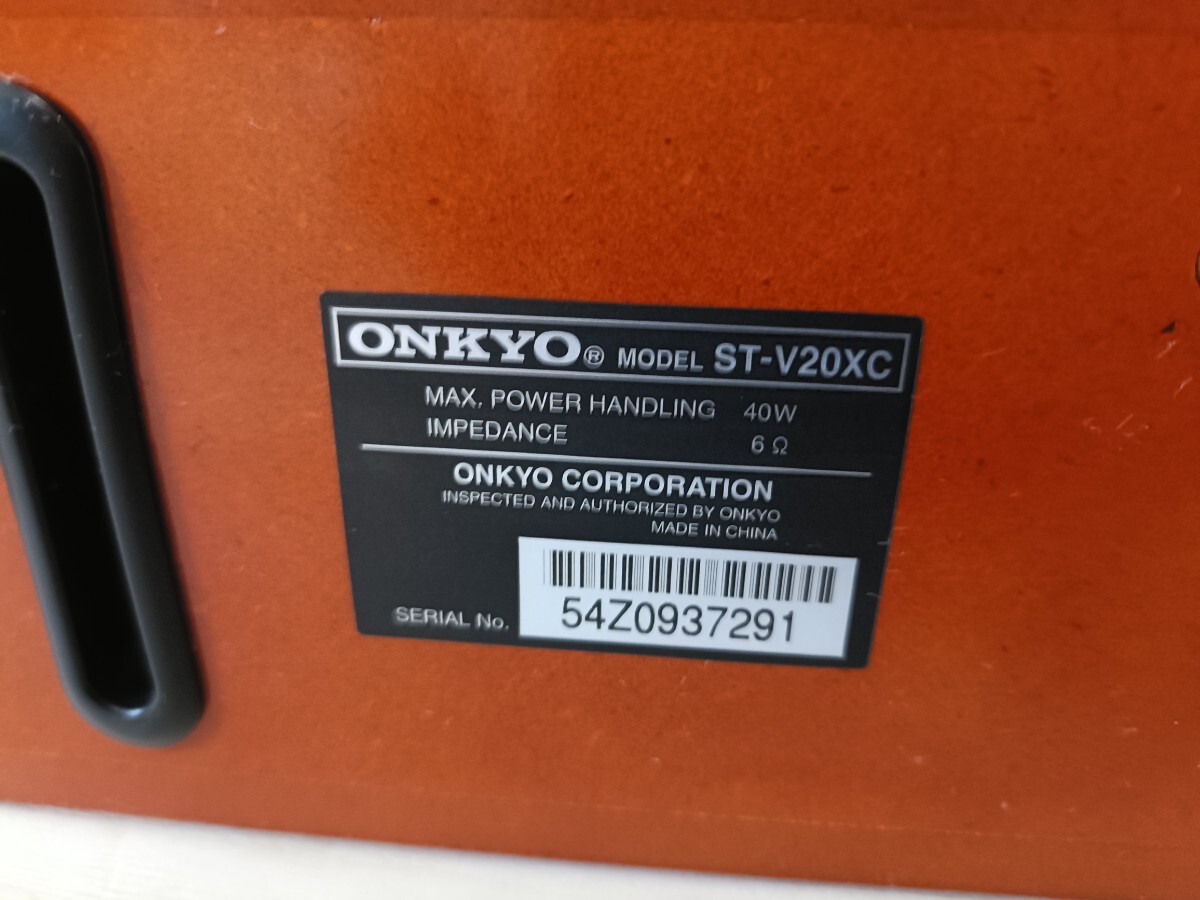 ONKYO® MODEL ST-V20XC
MAX. POWER HANDLING 40W
IMPEDANCE 6 Ω
ONKYO CORPORATION
INSPECTED AND AUTHORIZED BY ONKYO
MADE IN CHINA
SERIAL No. 54Z0937291